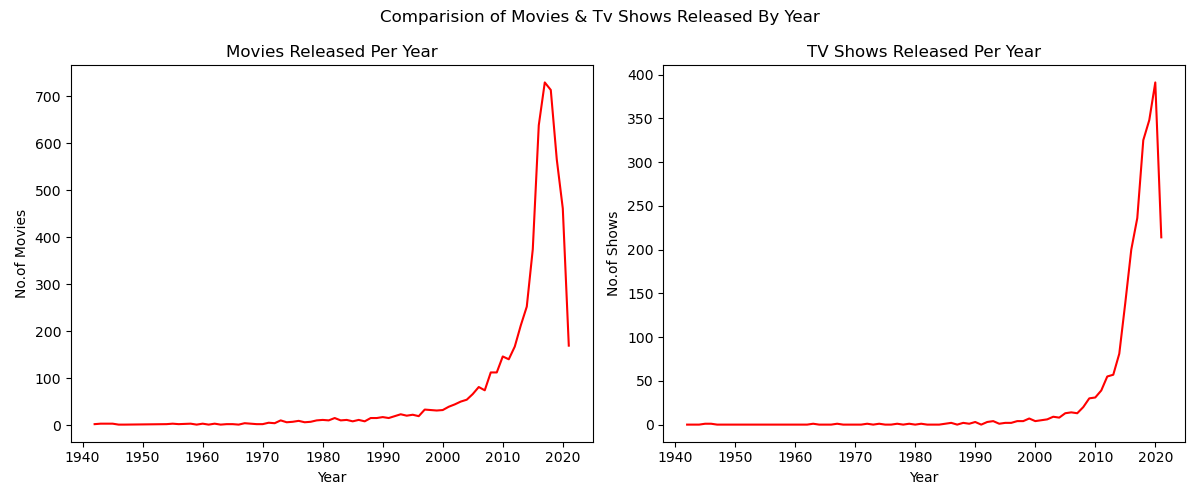 Comparision of Movies & Tv Shows Released By Year
Movies Released Per Year
No.of Movies
700
600
500
400
300
200
100
0
1940 1950 1960 1970 1980 1990 2000 2010 2020
Year
TV Shows Released Per Year
No.of Shows
400
350
300
250
200
150
100
50
0
1940 1950 1960 1970 1980 1990 2000 2010 2020
Year